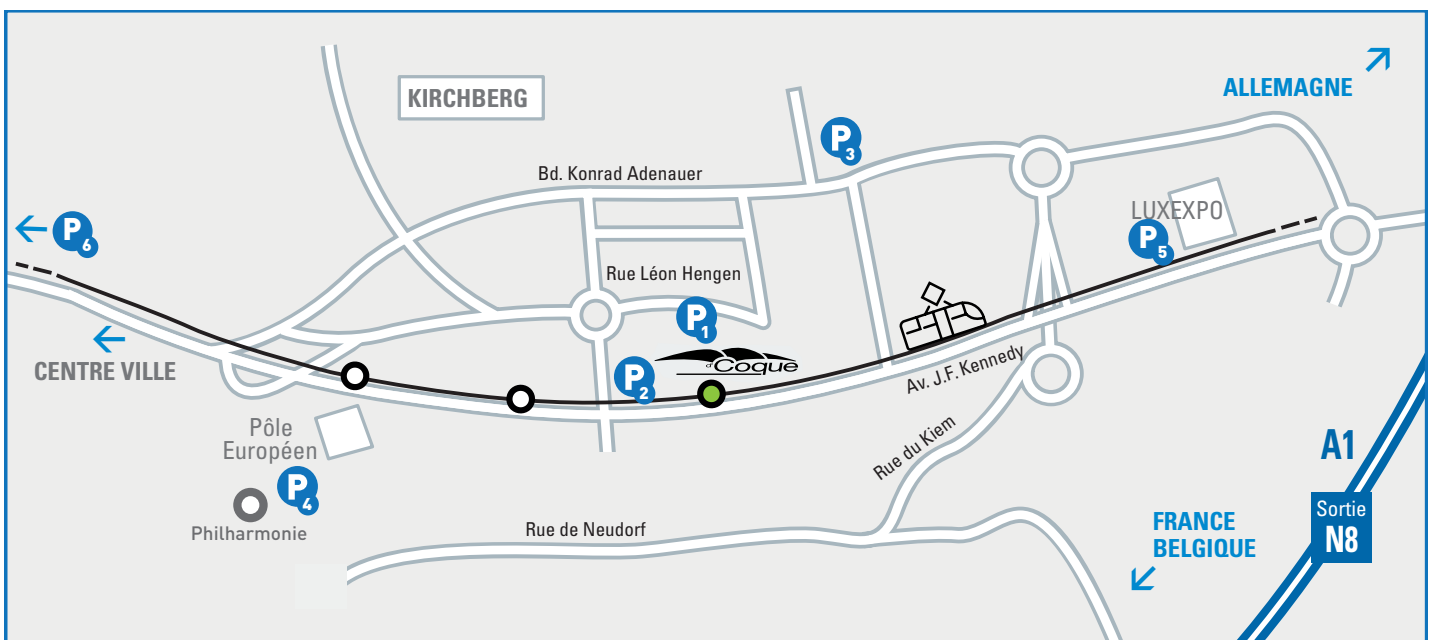 ALLEMAGNE
KIRCHBERG
P3
Bd. Konrad Adenauer
LUXEXPO
P6
P5
Rue Léon Hengen
P1
CENTRE VILLE
P2
d'Coque
Av. J.F. Kennedy
Pôle
Européen
Rue du Kiem
A1
P4
Philharmonie
Rue de Neudorf
Sortie
N8
FRANCE
BELGIQUE